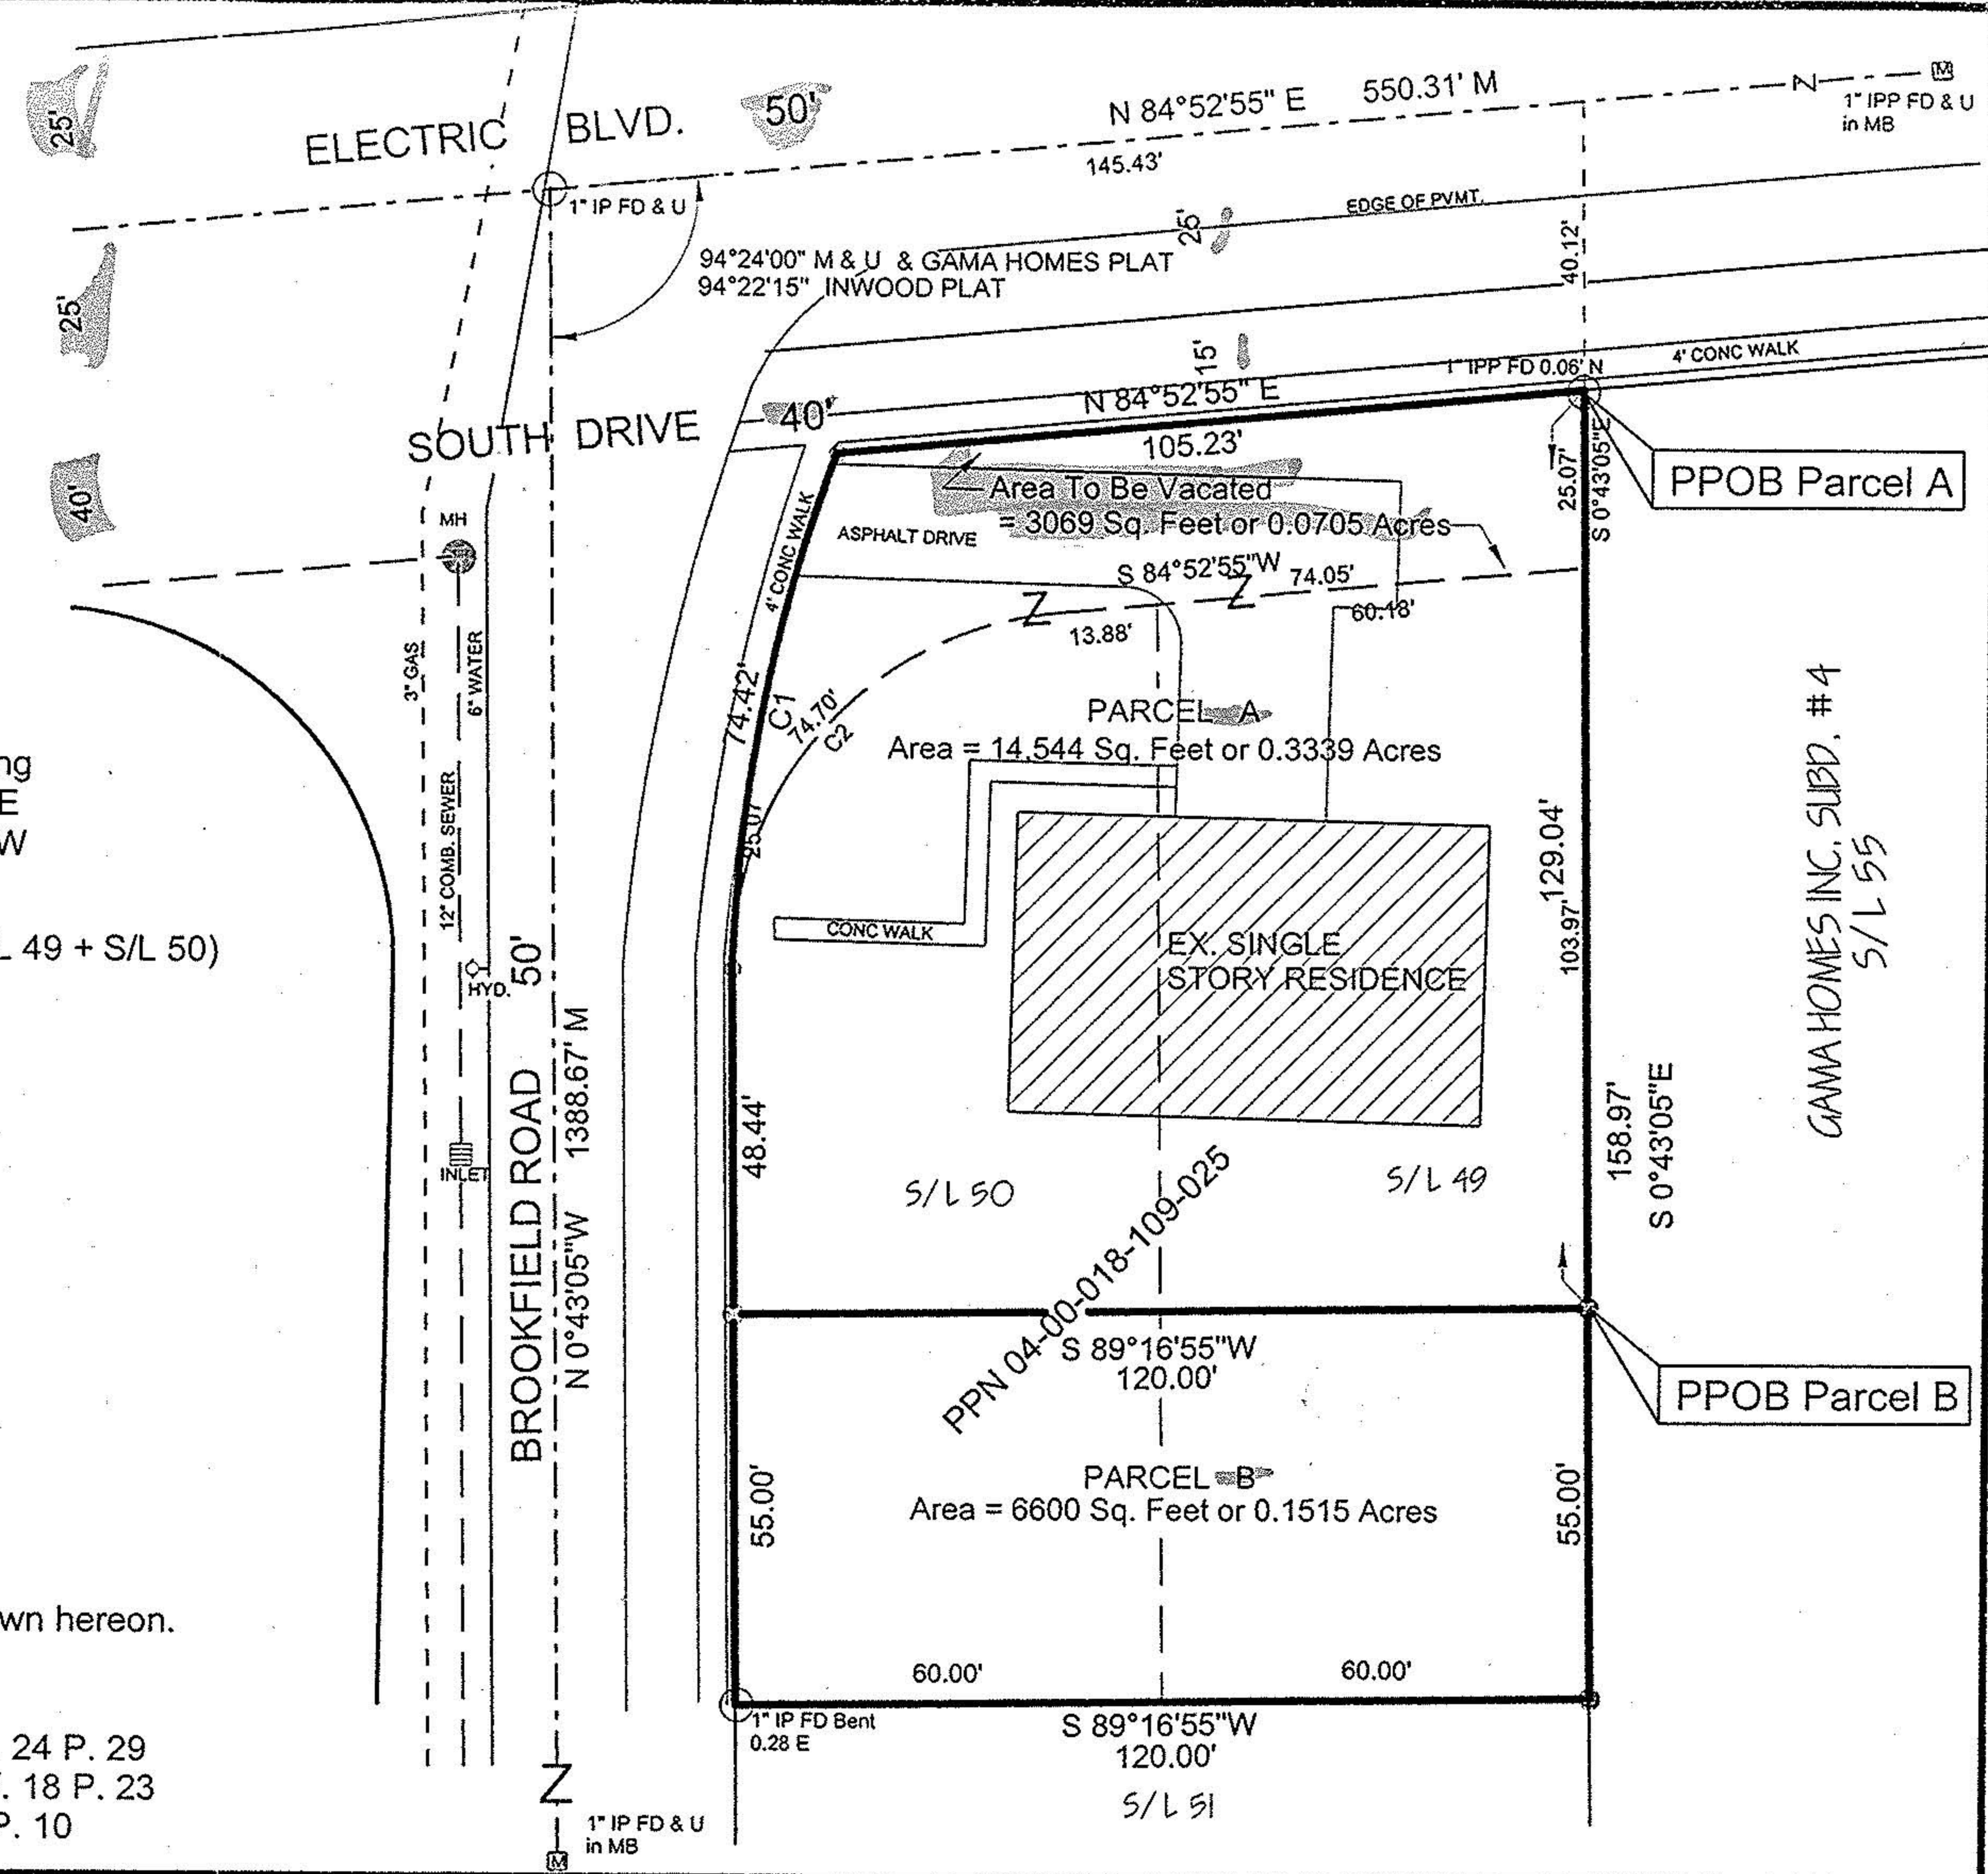 25'
ELECTRIC BLVD.
50'
N 84°52'55" E 550.31' M
Z
M
1" IPP FD & U
in MB
145.43'
1" IP FD & U
EDGE OF PVMT.
25'
94°24'00" M & U & GAMA HOMES PLAT
94°22'15" INWOOD PLAT
40.12'
25'
15'
1" IPP FD 0.06' N
4' CONC WALK
SOUTH DRIVE
40'
N 84°52'55" E
105.23'
25.07'
S 0°43'05"E
PPOB Parcel A
40'
MH
4' CONC WALK
Area To Be Vacated
= 3069 Sq. Feet or 0.0705 Acres
ASPHALT DRIVE
S 84°52'55"W
74.05'
Z
Z
60.18'
13.88'
3" GAS
6" WATER
74.42'
C1
74.70'
C2
PARCEL A
Area = 14,544 Sq. Feet or 0.3339 Acres
GAMA HOMES INC. SUBD. #4
S/L 55
ng
E
W
12" COMB. SEWER
25.07
129.04'
103.97'
L 49 + S/L 50)
CONC WALK
EX. SINGLE
STORY RESIDENCE
HYD.
50'
BROOKFIELD ROAD
N 0°43'05"W 1388.67' M
INLET
48.44'
S/L 50
S/L 49
158.97'
S 0°43'05"E
PPN 04-00-018-109-025
S 89°16'55"W
120.00'
PPOB Parcel B
PARCEL B
Area = 6600 Sq. Feet or 0.1515 Acres
55.00'
55.00'
wn hereon.
60.00'
60.00'
1" IP FD Bent
0.28 E
S 89°16'55"W
120.00'
24 P. 29
. 18 P. 23
P. 10
Z
S/L 51
1" IP FD & U
in MB
M